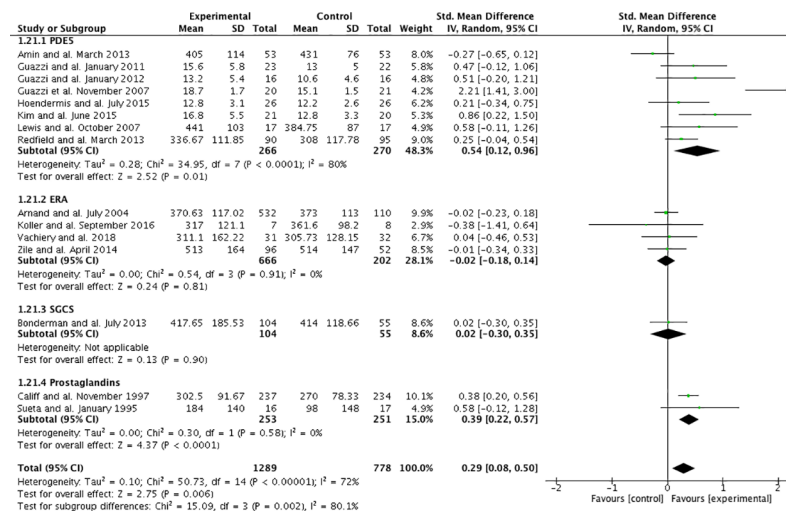 Experimental Control Std. Mean Difference Std. Mean Difference
Study or Subgroup Mean SD Total Mean SD Total Weight IV, Random, 95% CI IV, Random, 95% CI
1.21.1 PDE5
Amin and al. March 2013 405 114 53 431 76 53 8.0% -0.27 [-0.65, 0.12]
Guazzi and al. January 2011 15.6 5.8 23 13 5 22 6.6% 0.47 [-0.12, 1.06]
Guazzi and al. January 2012 13.2 5.4 16 10.6 4.6 16 5.8% 0.51 [-0.20, 1.21]
Guazzi et al. November 2007 18.7 1.7 20 15.1 1.5 21 5.1% 2.21 [1.41, 3.00]
Hoendermis and al. July 2015 12.8 3.1 26 12.2 2.6 26 7.0% 0.21 [-0.34, 0.75]
Kim and al. June 2015 16.8 5.5 21 12.8 3.3 20 6.2% 0.86 [0.22, 1.50]
Lewis and al. October 2007 441 103 17 384.75 87 17 5.9% 0.58 [-0.11, 1.26]
Redfield and al. March 2013 336.67 111.85 90 308 117.78 95 9.0% 0.25 [-0.04, 0.54]
Subtotal (95% CI) 266 270 48.3% 0.54 [0.12, 0.96]
Heterogeneity: Tau² = 0.28; Chi² = 34.95, df = 7 (P < 0.0001); I² = 80%
Test for overall effect: Z = 2.52 (P = 0.01)
1.21.2 ERA
Arnand and al. July 2004 370.63 117.02 532 373 113 110 9.9% -0.02 [-0.23, 0.18]
Koller and al. September 2016 317 121.1 7 361.6 98.2 8 2.9% -0.38 [-1.41, 0.64]
Vachiery and al. 2018 311.1 162.22 31 305.73 128.15 32 6.7% 0.04 [-0.46, 0.53]
Zile and al. April 2014 513 164 96 514 147 52 8.5% -0.01 [-0.34, 0.33]
Subtotal (95% CI) 666 202 28.1% -0.02 [-0.18, 0.14]
Heterogeneity: Tau² = 0.00; Chi² = 0.54, df = 3 (P = 0.91); I² = 0%
Test for overall effect: Z = 0.24 (P = 0.81)
1.21.3 SGCS
Bonderman and al. July 2013 417.65 185.53 104 414 118.66 55 8.6% 0.02 [-0.30, 0.35]
Subtotal (95% CI) 104 55 8.6% 0.02 [-0.30, 0.35]
Heterogeneity: Not applicable
Test for overall effect: Z = 0.13 (P = 0.90)
1.21.4 Prostaglandins
Califf and al. November 1997 302.5 91.67 237 270 78.33 234 10.1% 0.38 [0.20, 0.56]
Sueta and al. January 1995 184 140 16 98 148 17 4.9% 0.58 [-0.12, 1.28]
Subtotal (95% CI) 253 251 15.0% 0.39 [0.22, 0.57]
Heterogeneity: Tau² = 0.00; Chi² = 0.30, df = 1 (P = 0.58); I² = 0%
Test for overall effect: Z = 4.37 (P < 0.0001)
Total (95% CI) 1289 778 100.0% 0.29 [0.08, 0.50]
Heterogeneity: Tau² = 0.10; Chi² = 50.73, df = 14 (P < 0.00001); I² = 72%
Test for overall effect: Z = 2.75 (P = 0.006)
Test for subgroup differences: Chi² = 15.09, df = 3 (P = 0.002), I² = 80.1%
-2 -1 0 1 2
Favours [control] Favours [experimental]